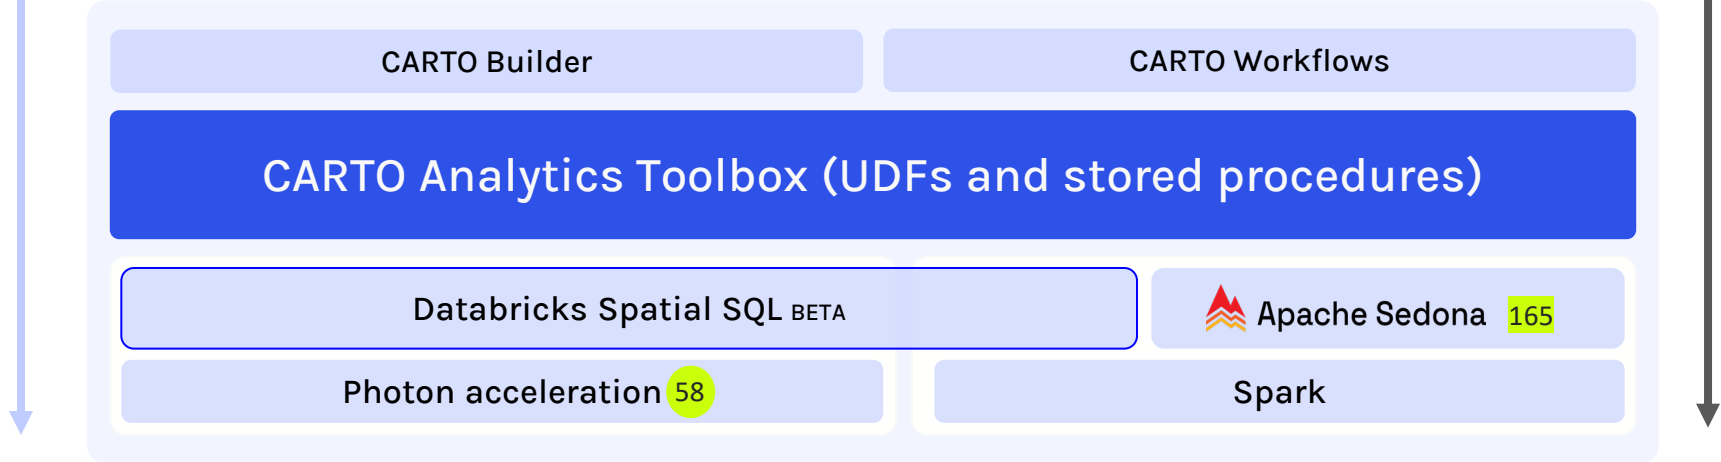 CARTO Builder
CARTO Workflows
CARTO Analytics Toolbox (UDFs and stored procedures)
Databricks Spatial SQL BETA
Apache Sedona 165
Photon acceleration 58
Spark